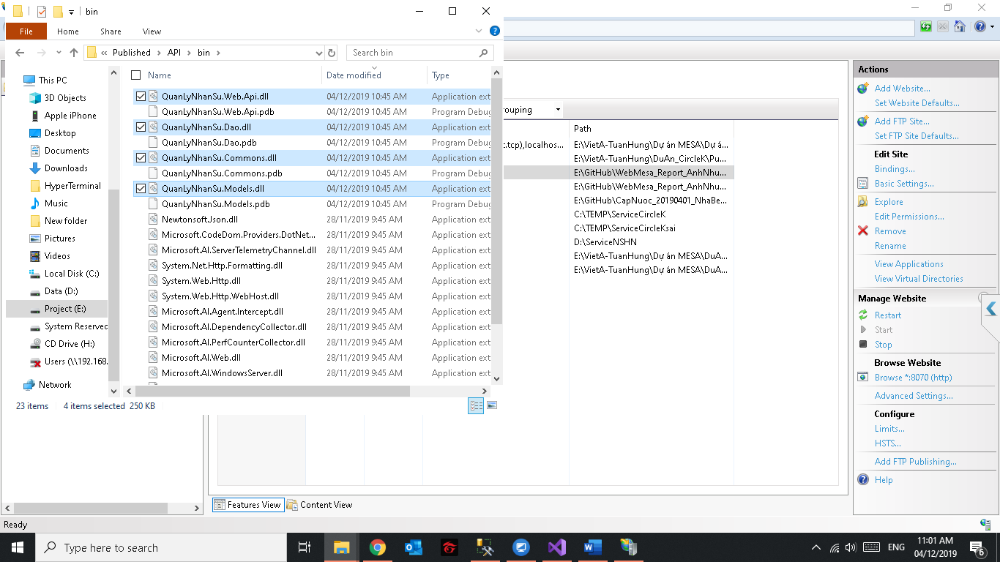 bin
File
Home
Share
View
« Published > API > bin >
Search bin
This PC
3D Objects
Apple iPhone
Desktop
Documents
Downloads
HyperTerminal
Music
New folder
Pictures
Videos
Local Disk (C:)
Data (D:)
Project (E:)
System Reserved
CD Drive (H:)
Users (\\192.168.
Network
Name Date modified Type
QuanLyNhanSu.Web.Api.dll 04/12/2019 10:45 AM Application ext
QuanLyNhanSu.Web.Api.pdb 04/12/2019 10:45 AM Program Debug
QuanLyNhanSu.Dao.dll 04/12/2019 10:45 AM Application ext
QuanLyNhanSu.Dao.pdb 04/12/2019 10:45 AM Program Debug
QuanLyNhanSu.Commons.dll 04/12/2019 10:45 AM Application ext
QuanLyNhanSu.Commons.pdb 04/12/2019 10:45 AM Program Debug
QuanLyNhanSu.Models.dll 04/12/2019 10:45 AM Application ext
QuanLyNhanSu.Models.pdb 04/12/2019 10:45 AM Program Debug
Newtonsoft.Json.dll 28/11/2019 9:45 AM Application ext
Microsoft.CodeDom.Providers.DotNet... 28/11/2019 9:45 AM Application ext
Microsoft.AI.ServerTelemetryChannel.dll 28/11/2019 9:45 AM Application ext
System.Net.Http.Formatting.dll 28/11/2019 9:45 AM Application ext
System.Web.Http.dll 28/11/2019 9:45 AM Application ext
System.Web.Http.WebHost.dll 28/11/2019 9:45 AM Application ext
Microsoft.AI.Agent.Intercept.dll 28/11/2019 9:45 AM Application ext
Microsoft.AI.DependencyCollector.dll 28/11/2019 9:45 AM Application ext
Microsoft.AI.PerfCounterCollector.dll 28/11/2019 9:45 AM Application ext
Microsoft.AI.Web.dll 28/11/2019 9:45 AM Application ext
Microsoft.AI.WindowsServer.dll 28/11/2019 9:45 AM Application ext
23 items 4 items selected 250 KB
rouping
Path
:.tcp),localhos... E:\VietA-TuanHung\Dự án MESA\Dự á...
E:\VietA-TuanHung\DuAn_CircleK\Pu...
E:\GitHub\WebMesa_Report_AnhNhu...
E:\GitHub\WebMesa_Report_AnhNhu...
E:\GitHub\CapNuoc_20190401_NhaBe...
C:\TEMP\ServiceCircleK
C:\TEMP\ServiceCircleKsai
D:\ServiceNSHN
E:\VietA-TuanHung\Dự án MESA\DuA...
E:\VietA-TuanHung\Dự án MESA\DuA...
Actions
Add Website...
Set Website Defaults...
Add FTP Site...
Set FTP Site Defaults...
Edit Site
Bindings...
Basic Settings...
Explore
Edit Permissions...
Remove
Rename
View Applications
View Virtual Directories
Manage Website
Restart
Start
Stop
Browse Website
Browse *:8070 (http)
Advanced Settings...
Configure
Limits...
HSTS...
Add FTP Publishing...
Help
Features View Content View
Ready
Type here to search
ENG
11:01 AM
04/12/2019
6